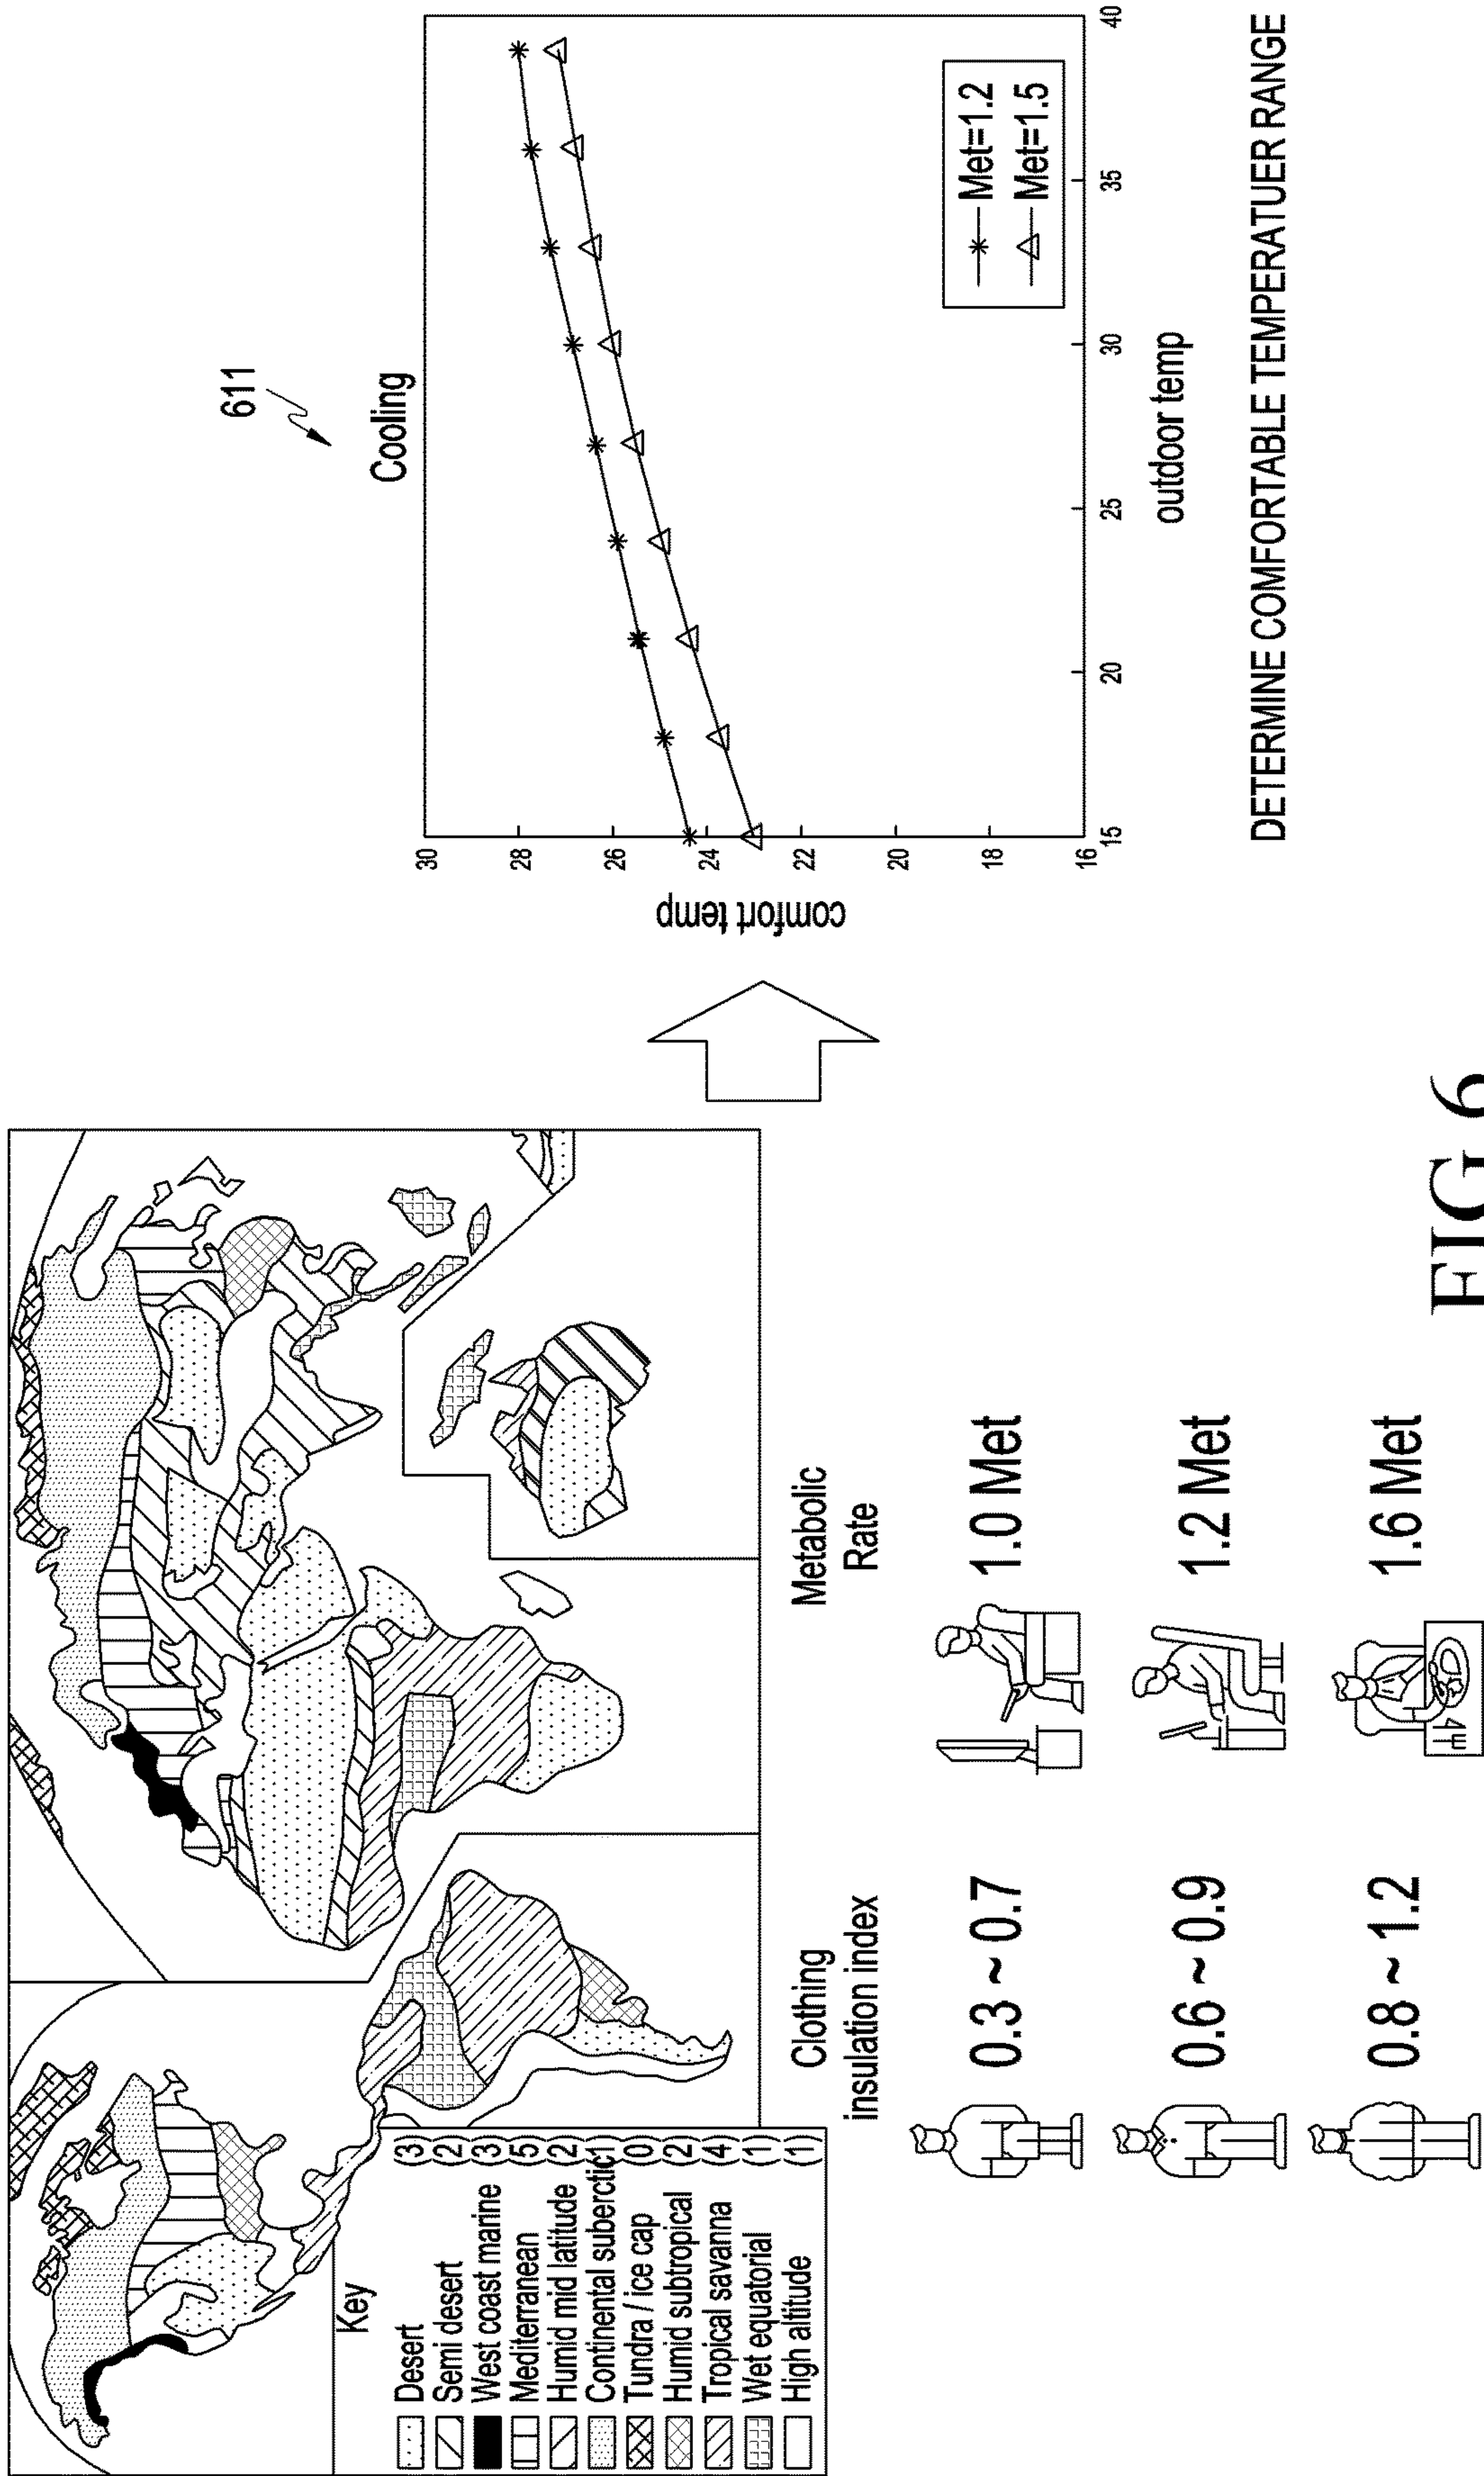 Key
Desert (3)
Semi desert (2)
West coast marine (3)
Mediterranean (5)
Humid mid latitude (2)
Continental suberctic 1)
Tundra / ice cap (0)
Humid subtropical (2)
Tropical savanna (4)
Wet equatorial (1)
High altitude (1)
Clothing
insulation index
Metabolic
Rate
0.3 ~ 0.7
1.0 Met
0.6 ~ 0.9
1.2 Met
0.8 ~ 1.2
1.6 Met
611
Cooling
30
28
26
24
22
20
18
16
comfort temp
15
20
25
30
35
40
outdoor temp
Met=1.2
Met=1.5
DETERMINE COMFORTABLE TEMPERATUER RANGE
FIG.6